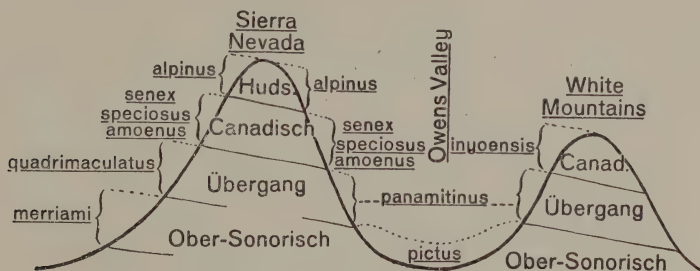 Sierra
Nevada
alpinus
Huds.
alpinus
senex
speciosus
amoenus
Canadisch
senex
speciosus
amoenus
quadrimaculatus
Übergang
merriami
Ober-Sonorisch
Owens Valley
panamitinus
pictus
White
Mountains
inyoensis
Canad.
Übergang
Ober-Sonorisch